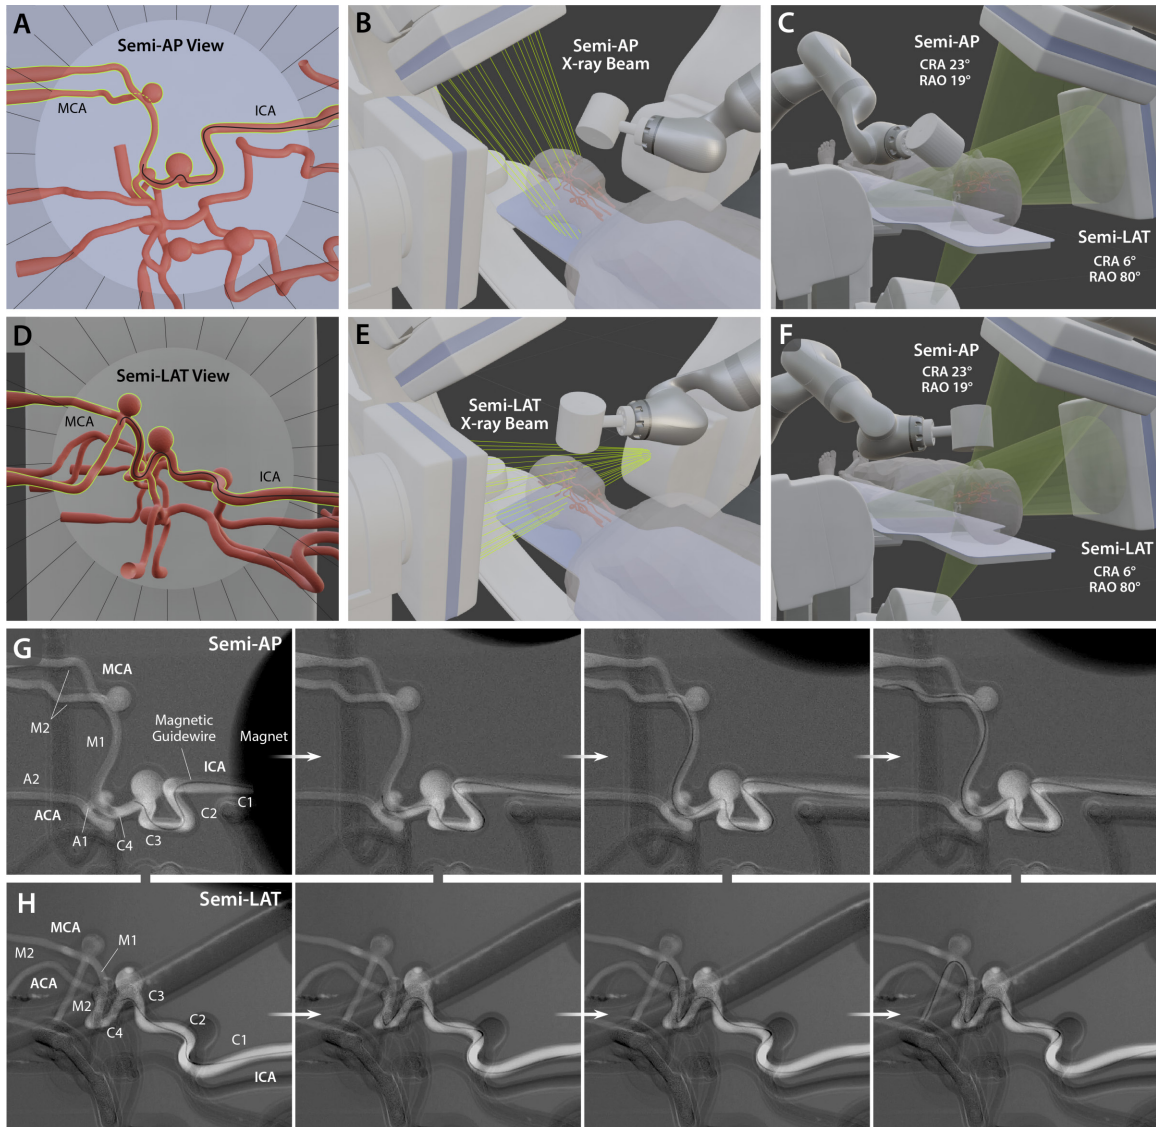 A
Semi-AP View
MCA
ICA
B
Semi-AP
X-ray Beam
C
Semi-AP
CRA 23°
RAO 19°
Semi-LAT
CRA 6°
RAO 80°
D
Semi-LAT View
MCA
ICA
E
Semi-LAT
X-ray Beam
F
Semi-AP
CRA 23°
RAO 19°
Semi-LAT
CRA 6°
RAO 80°
G
Semi-AP
MCA
M2
M1
Magnetic
Guidewire
Magnet
ICA
A2
ACA
C2
C1
A1
C4
C3
H
Semi-LAT
MCA
M1
M2
ACA
C3
M2
C2
C4
C1
ICA